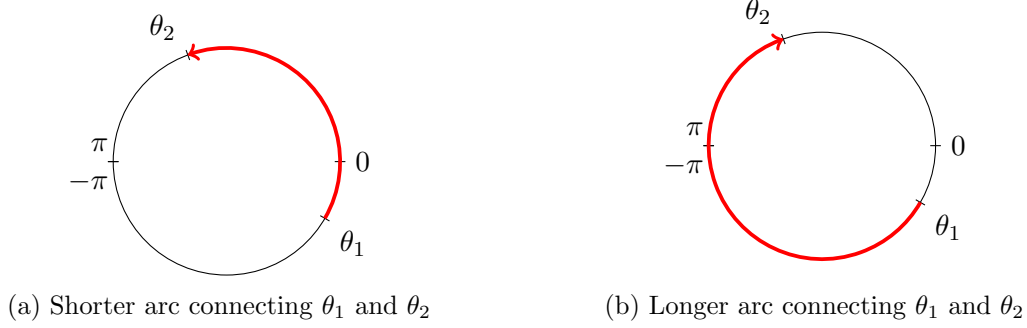 θ₂
π
−π
0
θ₁
(a) Shorter arc connecting θ₁ and θ₂
θ₂
π
−π
0
θ₁
(b) Longer arc connecting θ₁ and θ₂